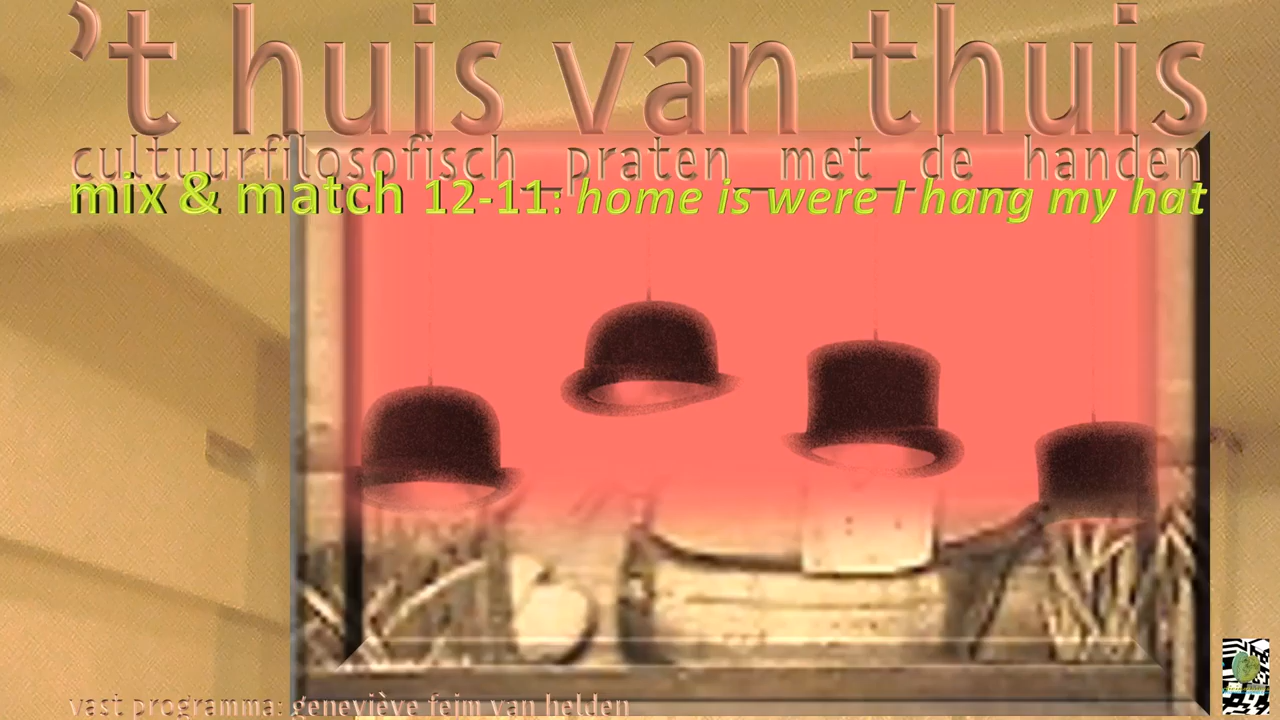 't huis van thuis
cultuurfilosofisch praten met de handen
mix & match 12-11: home is were I hang my hat
vast programma: geneviève feim van helden